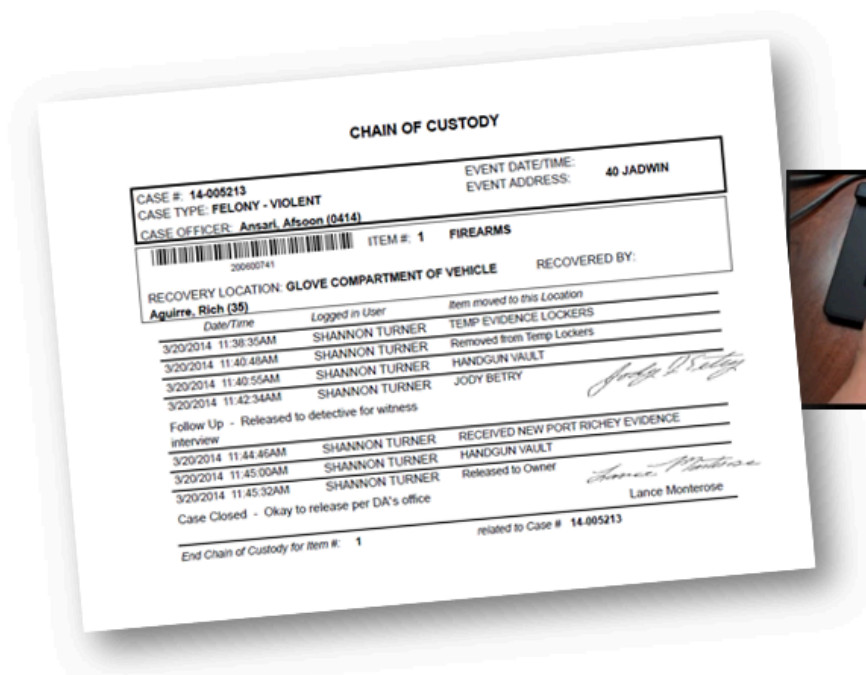 CHAIN OF CUSTODY
CASE #: 14-005213 EVENT DATE/TIME:
CASE TYPE: FELONY - VIOLENT EVENT ADDRESS: 40 JADWIN
CASE OFFICER: Ansari, Afsoon (0414)
ITEM #: 1 FIREARMS
200600741
RECOVERY LOCATION: GLOVE COMPARTMENT OF VEHICLE RECOVERED BY:
Aguirre, Rich (35)
Date/Time Logged in User Item moved to this Location
3/20/2014 11:38:35AM SHANNON TURNER TEMP EVIDENCE LOCKERS
3/20/2014 11:40:48AM SHANNON TURNER Removed from Temp Lockers
3/20/2014 11:40:55AM SHANNON TURNER HANDGUN VAULT
3/20/2014 11:42:34AM SHANNON TURNER JODY BETRY
Follow Up - Released to detective for witness
interview
3/20/2014 11:44:46AM SHANNON TURNER RECEIVED NEW PORT RICHEY EVIDENCE
3/20/2014 11:45:00AM SHANNON TURNER HANDGUN VAULT
3/20/2014 11:45:32AM SHANNON TURNER Released to Owner
Case Closed - Okay to release per DA's office
Lance Monterose
End Chain of Custody for Item #: 1 related to Case # 14-005213